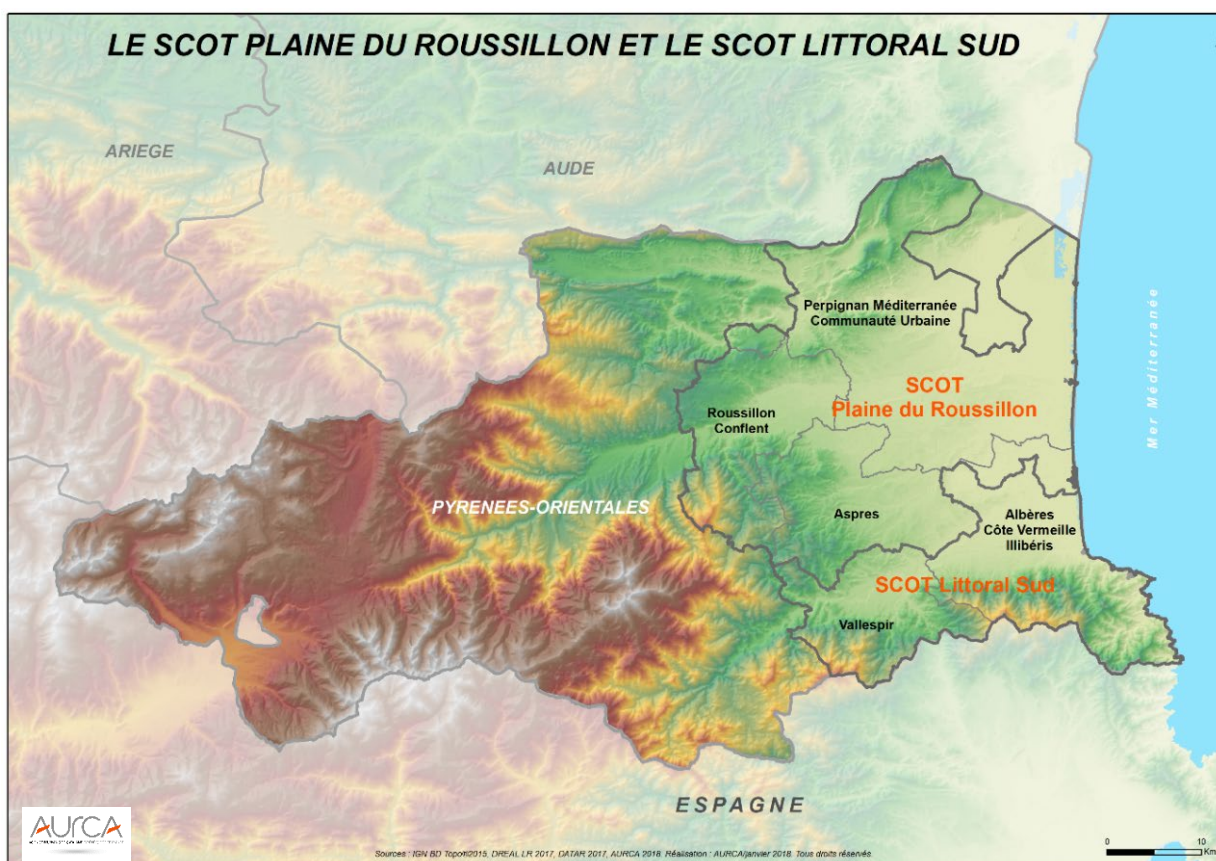 LE SCOT PLAINE DU ROUSSILLON ET LE SCOT LITTORAL SUD
ARIEGE
AUDE
Perpignan Méditerranée
Communauté Urbaine
Mer Méditerranée
SCOT
Plaine du Roussillon
Roussillon
Conflent
PYRENEES-ORIENTALES
Aspres
Albères
Côte Vermeille
Illibéris
SCOT Littoral Sud
Vallespir
ESPAGNE
AURCA
0 10
Km
Sources : IGN BD Topo®2015, DREAL LR 2017, DATAR 2017, AURCA 2018. Réalisation : AURCA/janvier 2018. Tous droits réservés.